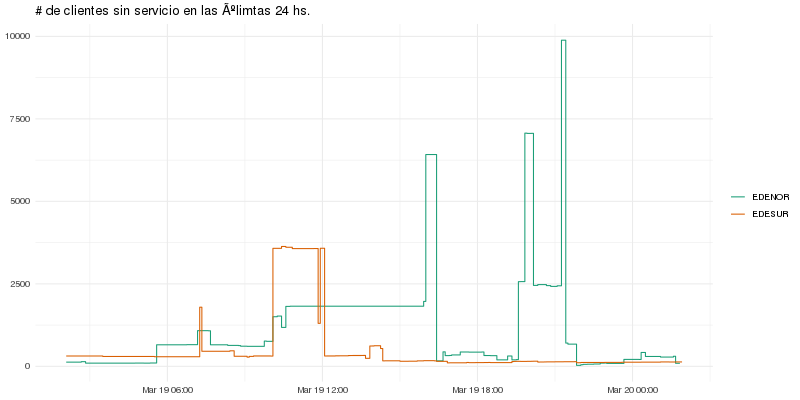 # de clientes sin servicio en las Ãºlimtas 24 hs.
10000
7500
5000
2500
0
Mar 19 06:00
Mar 19 12:00
Mar 19 18:00
Mar 20 00:00
EDENOR
EDESUR